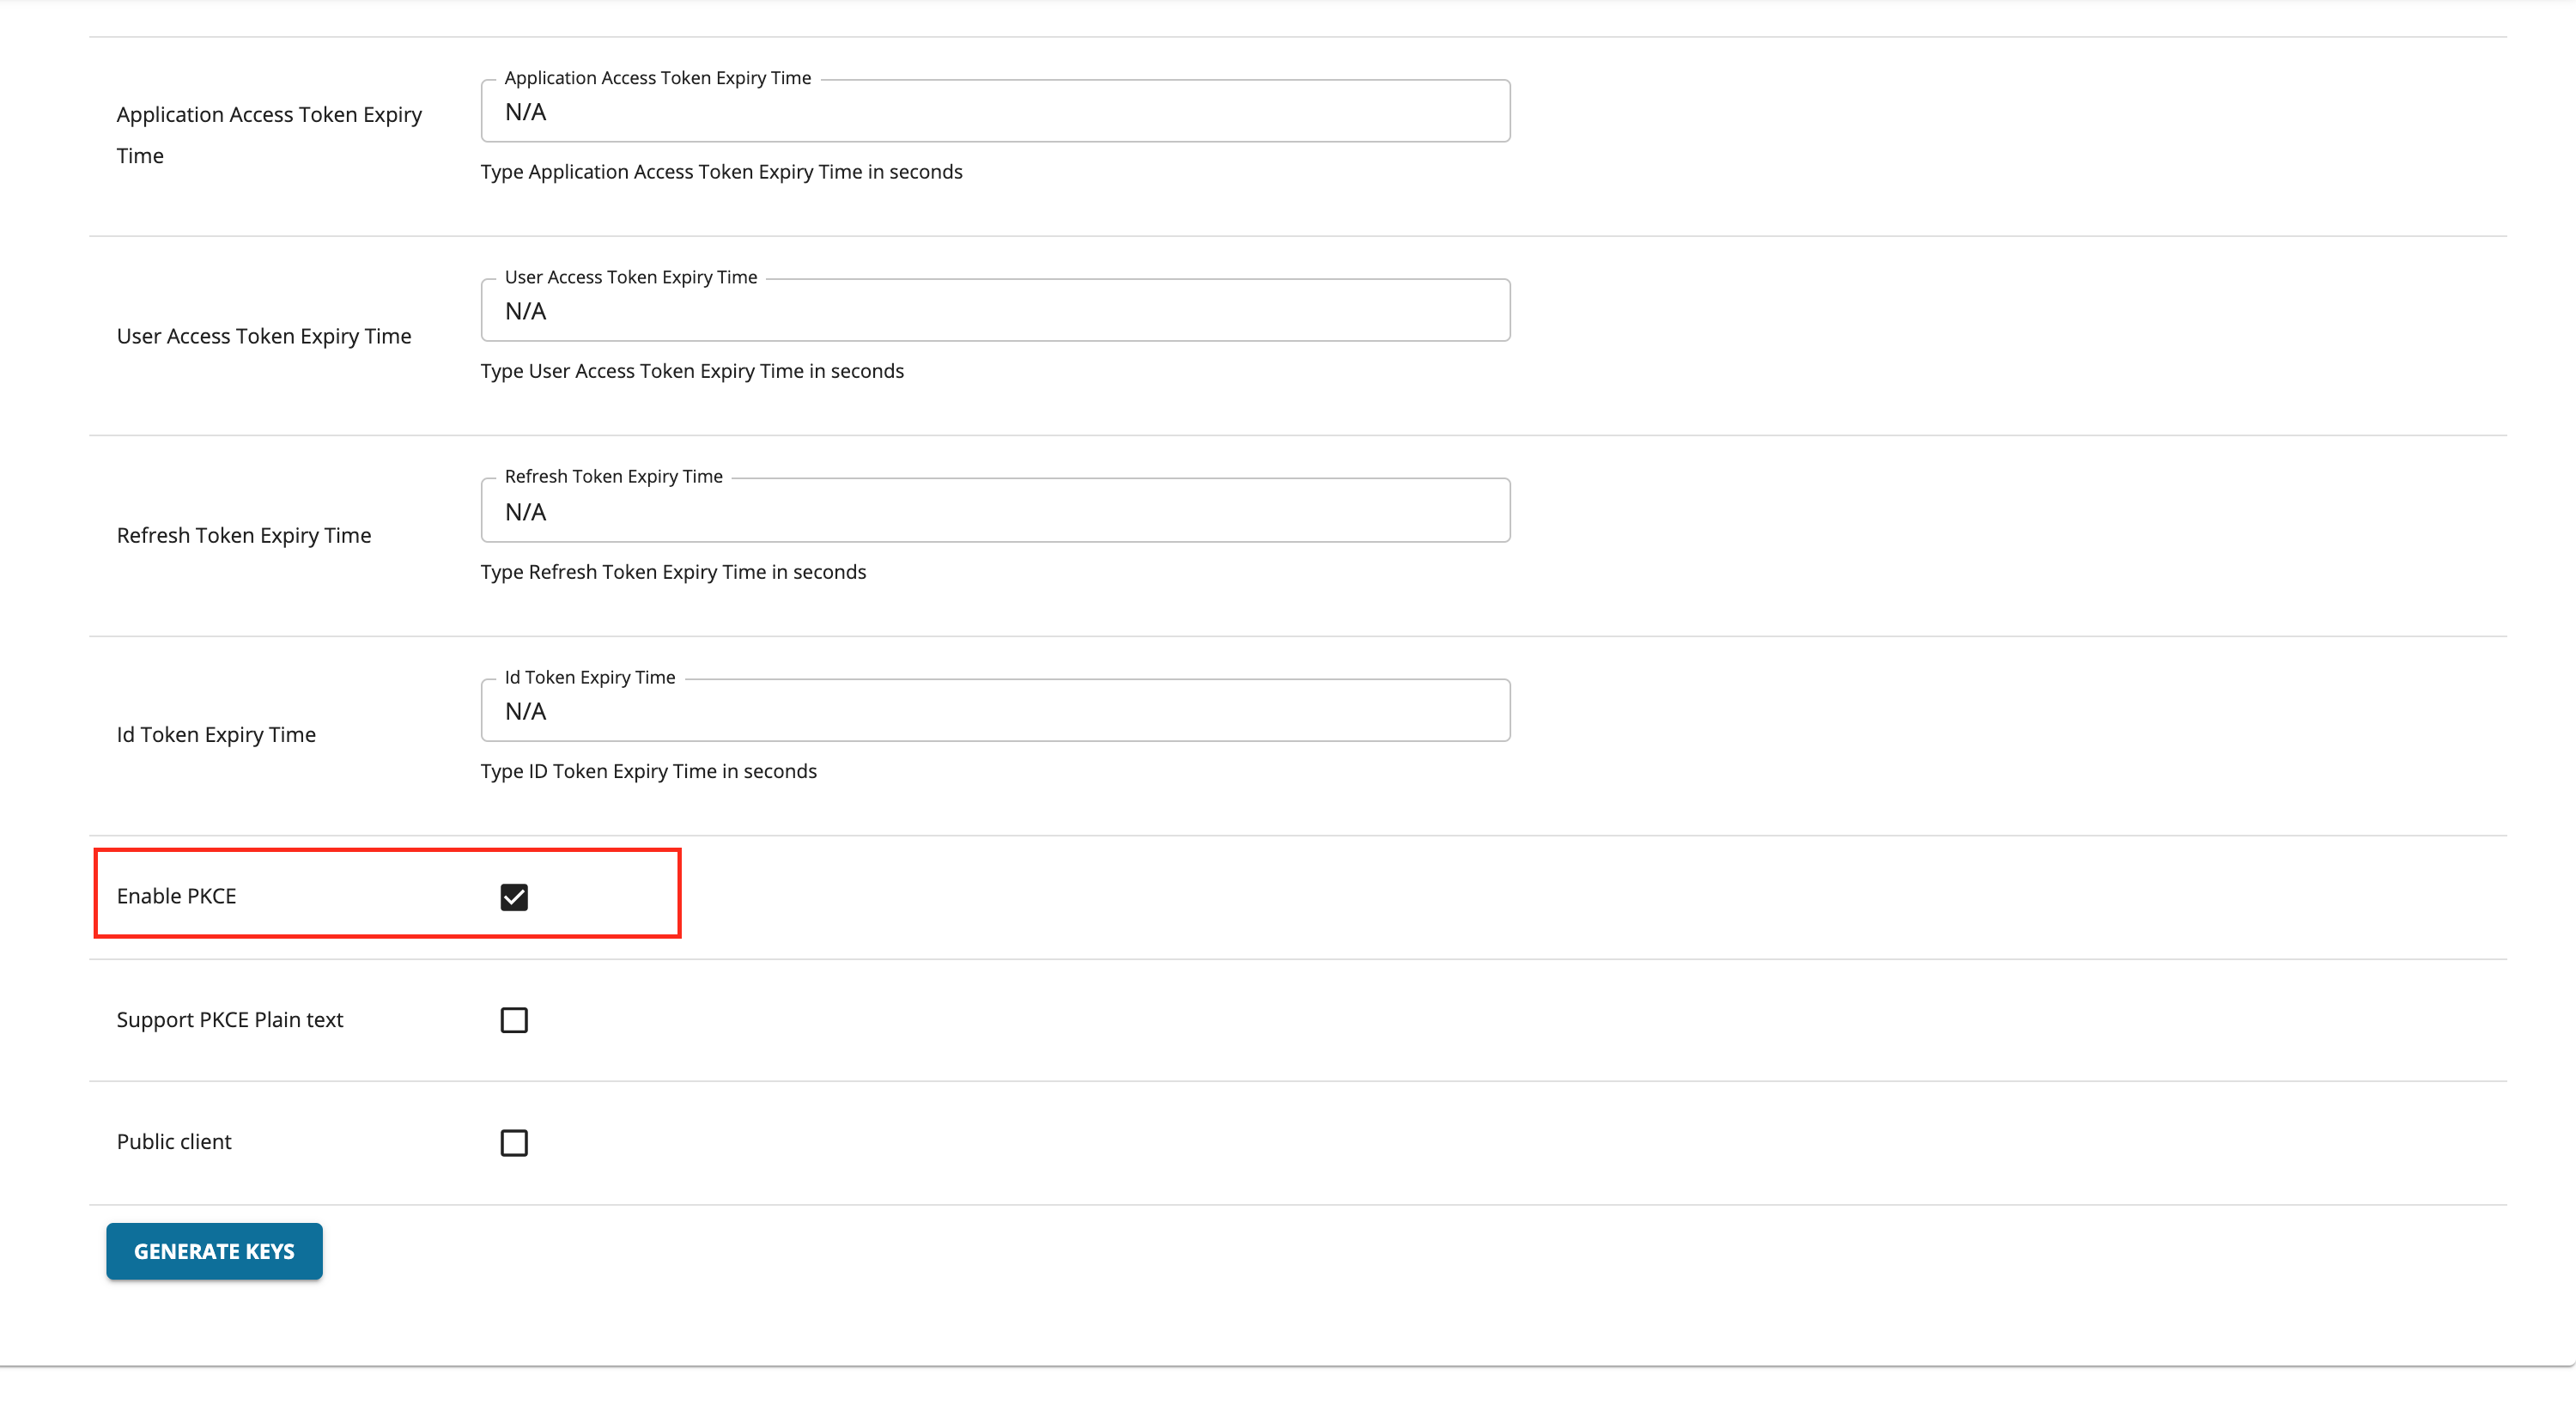 Application Access Token Expiry Time
Application Access Token Expiry
Time
N/A
Type Application Access Token Expiry Time in seconds
User Access Token Expiry Time
User Access Token Expiry Time
N/A
Type User Access Token Expiry Time in seconds
Refresh Token Expiry Time
Refresh Token Expiry Time
N/A
Type Refresh Token Expiry Time in seconds
Id Token Expiry Time
Id Token Expiry Time
N/A
Type ID Token Expiry Time in seconds
Enable PKCE
Support PKCE Plain text
Public client
GENERATE KEYS